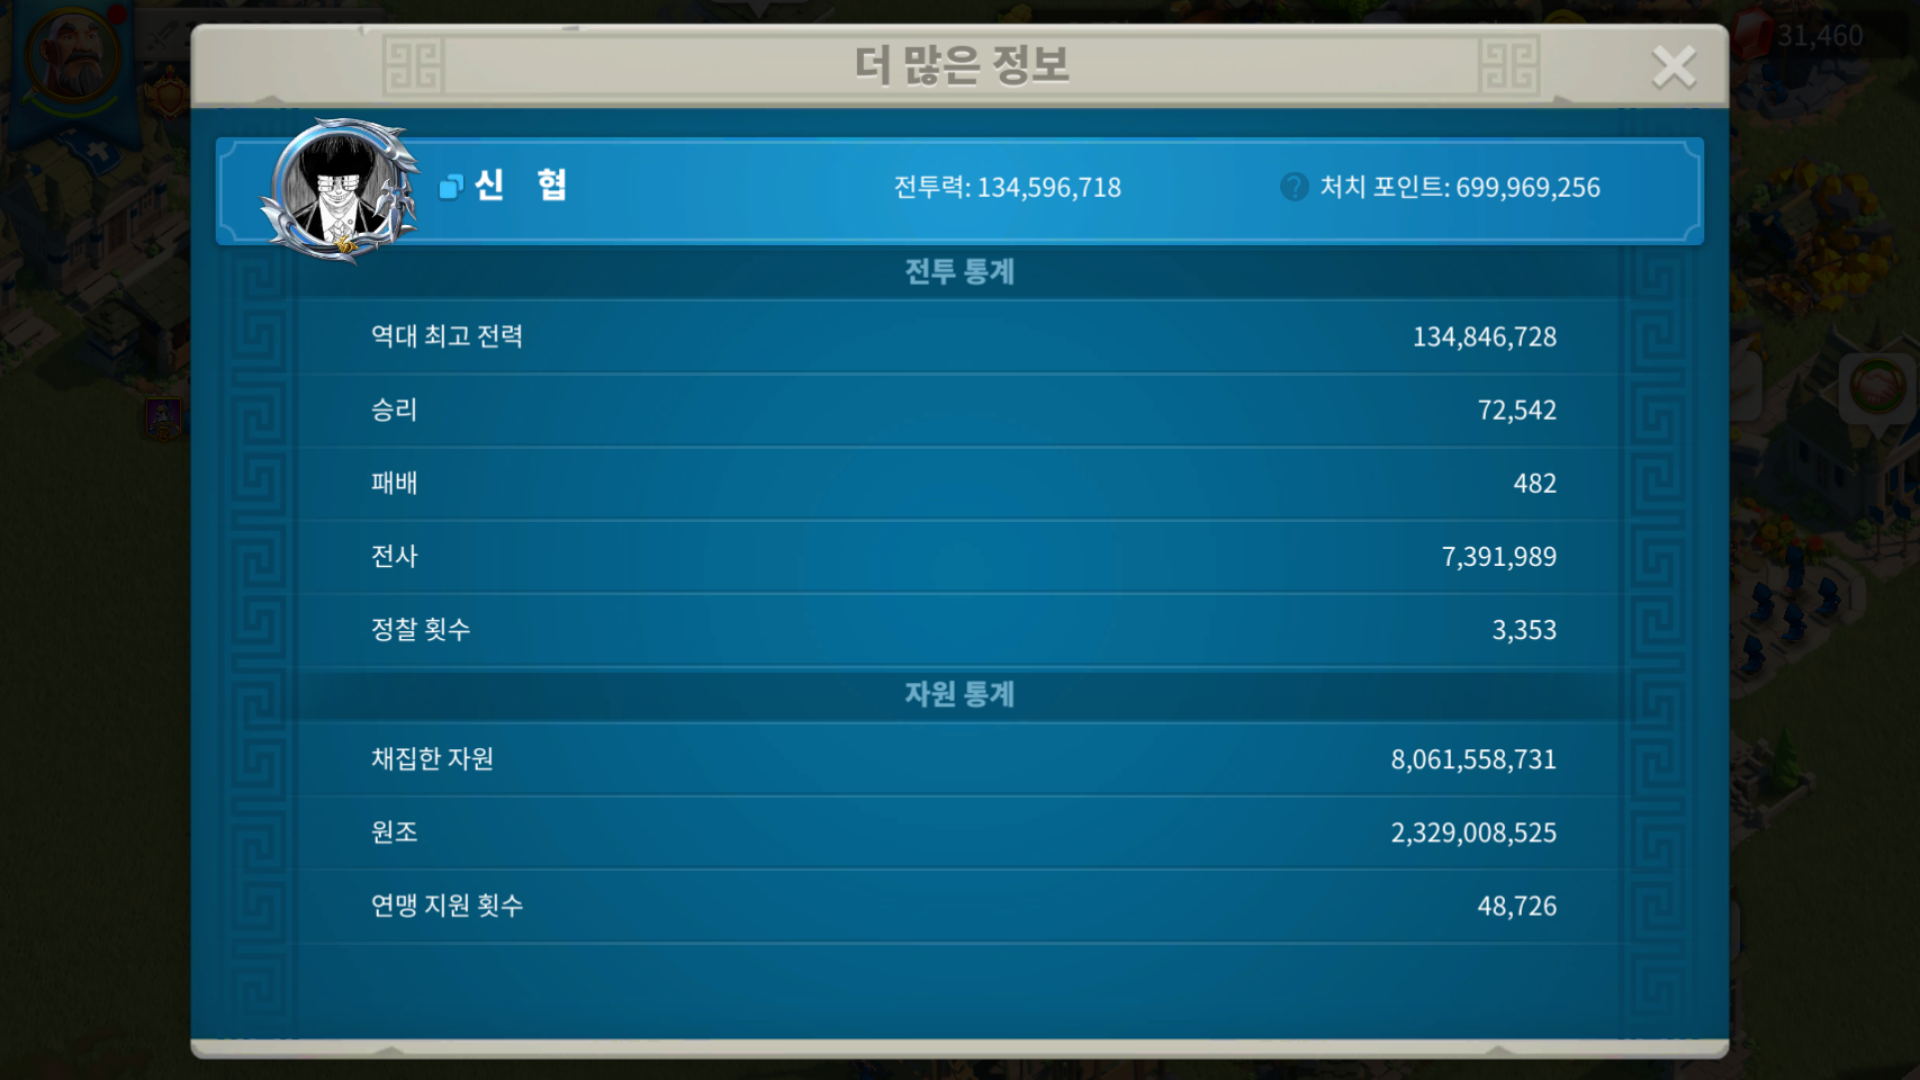 31,460
더 많은 정보
신 협
전투력: 134,596,718
처치 포인트: 699,969,256
전투 통계
역대 최고 전력 134,846,728
승리 72,542
패배 482
전사 7,391,989
정찰 횟수 3,353
자원 통계
채집한 자원 8,061,558,731
원조 2,329,008,525
연맹 지원 횟수 48,726